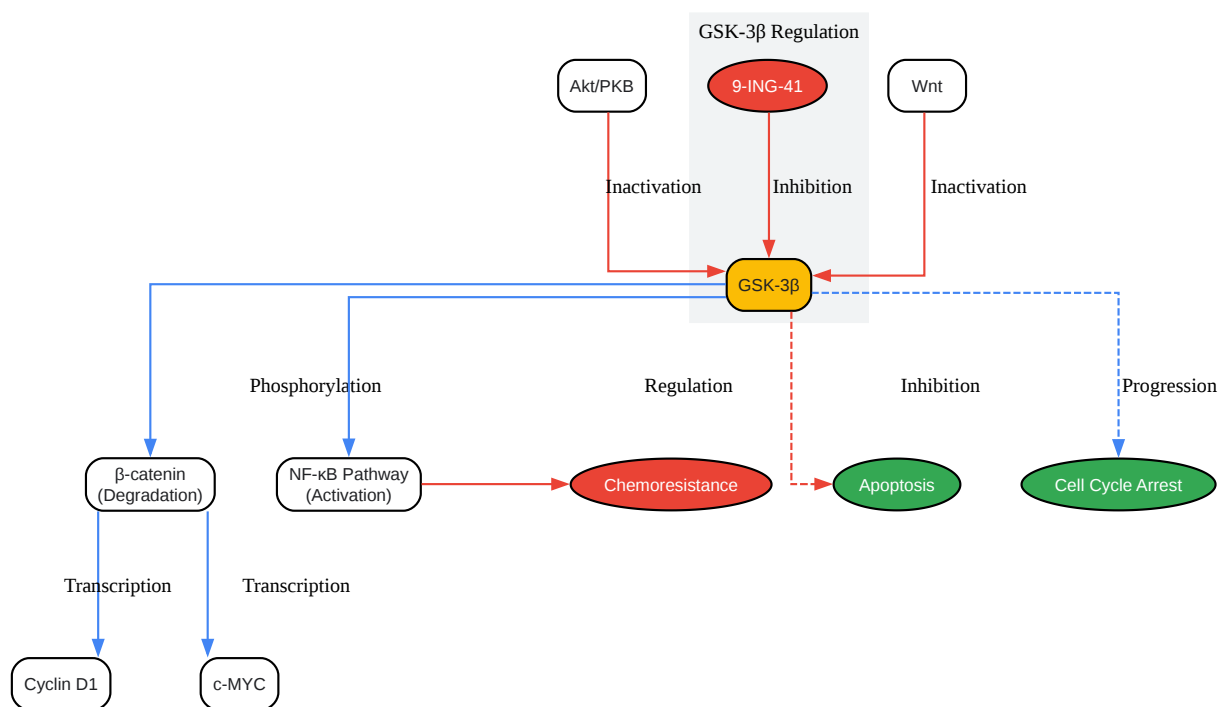 GSK-3β Regulation
Akt/PKB
9-ING-41
Wnt
Inactivation
Inhibition
Inactivation
GSK-3β
Phosphorylation
Regulation
Inhibition
Progression
β-catenin
(Degradation)
NF-κB Pathway
(Activation)
Chemoresistance
Apoptosis
Cell Cycle Arrest
Transcription
Transcription
Cyclin D1
c-MYC